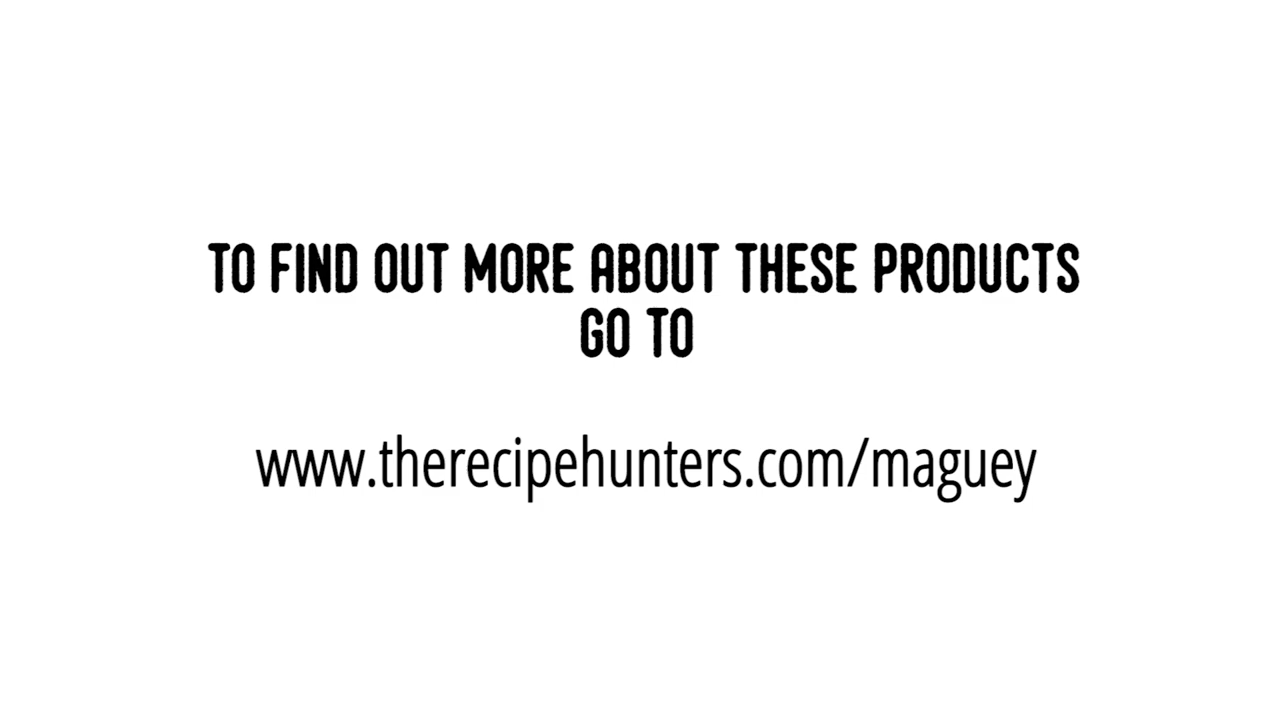 TO FIND OUT MORE ABOUT THESE PRODUCTS
GO TO
www.therecipehunters.com/maguey